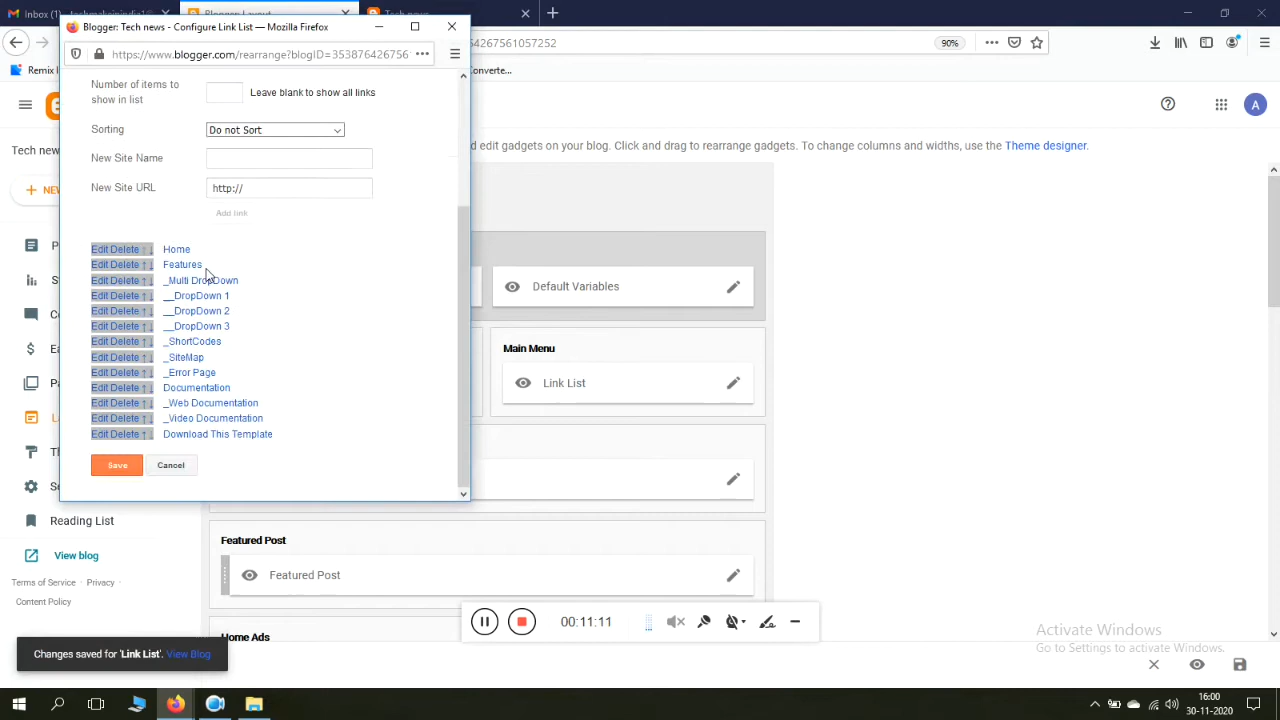 Inbox (1) - techmakeinindia1@
Blogger: Layout
Tech news
Blogger: Tech news - Configure Link List — Mozilla Firefox
https://www.blogger.com/rearrange?blogID=353876426756
54267561057252
90%
Remix
Converte...
Number of items to
show in list
Leave blank to show all links
Sorting
Do not Sort
New Site Name
New Site URL
http://
Add link
Edit Delete ↑ ↓ Home
Edit Delete ↑ ↓ Features
Edit Delete ↑ ↓ _Multi DropDown
Edit Delete ↑ ↓ __DropDown 1
Edit Delete ↑ ↓ __DropDown 2
Edit Delete ↑ ↓ __DropDown 3
Edit Delete ↑ ↓ _ShortCodes
Edit Delete ↑ ↓ _SiteMap
Edit Delete ↑ ↓ _Error Page
Edit Delete ↑ ↓ Documentation
Edit Delete ↑ ↓ _Web Documentation
Edit Delete ↑ ↓ _Video Documentation
Edit Delete ↑ ↓ Download This Template
Save Cancel
Tech new
+ NE
Reading List
View blog
Terms of Service · Privacy ·
Content Policy
A
d edit gadgets on your blog. Click and drag to rearrange gadgets. To change columns and widths, use the Theme designer.
Default Variables
Main Menu
Link List
Featured Post
Featured Post
Home Ads
00:11:11
Changes saved for 'Link List'. View Blog
Activate Windows
Go to Settings to activate Windows.
16:00
30-11-2020